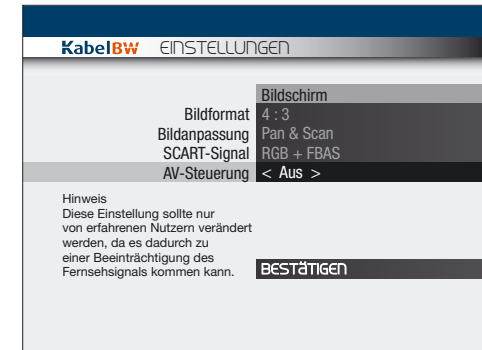 KabelBW EINSTELLUNGEN
Bildschirm
Bildformat 4 : 3
Bildanpassung Pan & Scan
SCART-Signal RGB + FBAS
AV-Steuerung < Aus >
Hinweis
Diese Einstellung sollte nur
von erfahrenen Nutzern verändert
werden, da es dadurch zu
einer Beeinträchtigung des
Fernsehsignals kommen kann.
BESTÄTIGEN